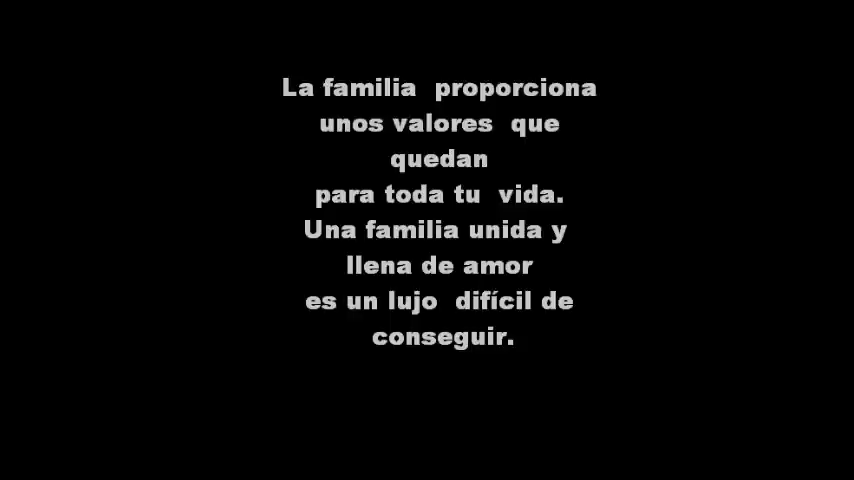 La familia  proporciona
unos valores  que
quedan
para toda tu  vida.
Una familia unida y
llena de amor
es un lujo  difícil de
conseguir.